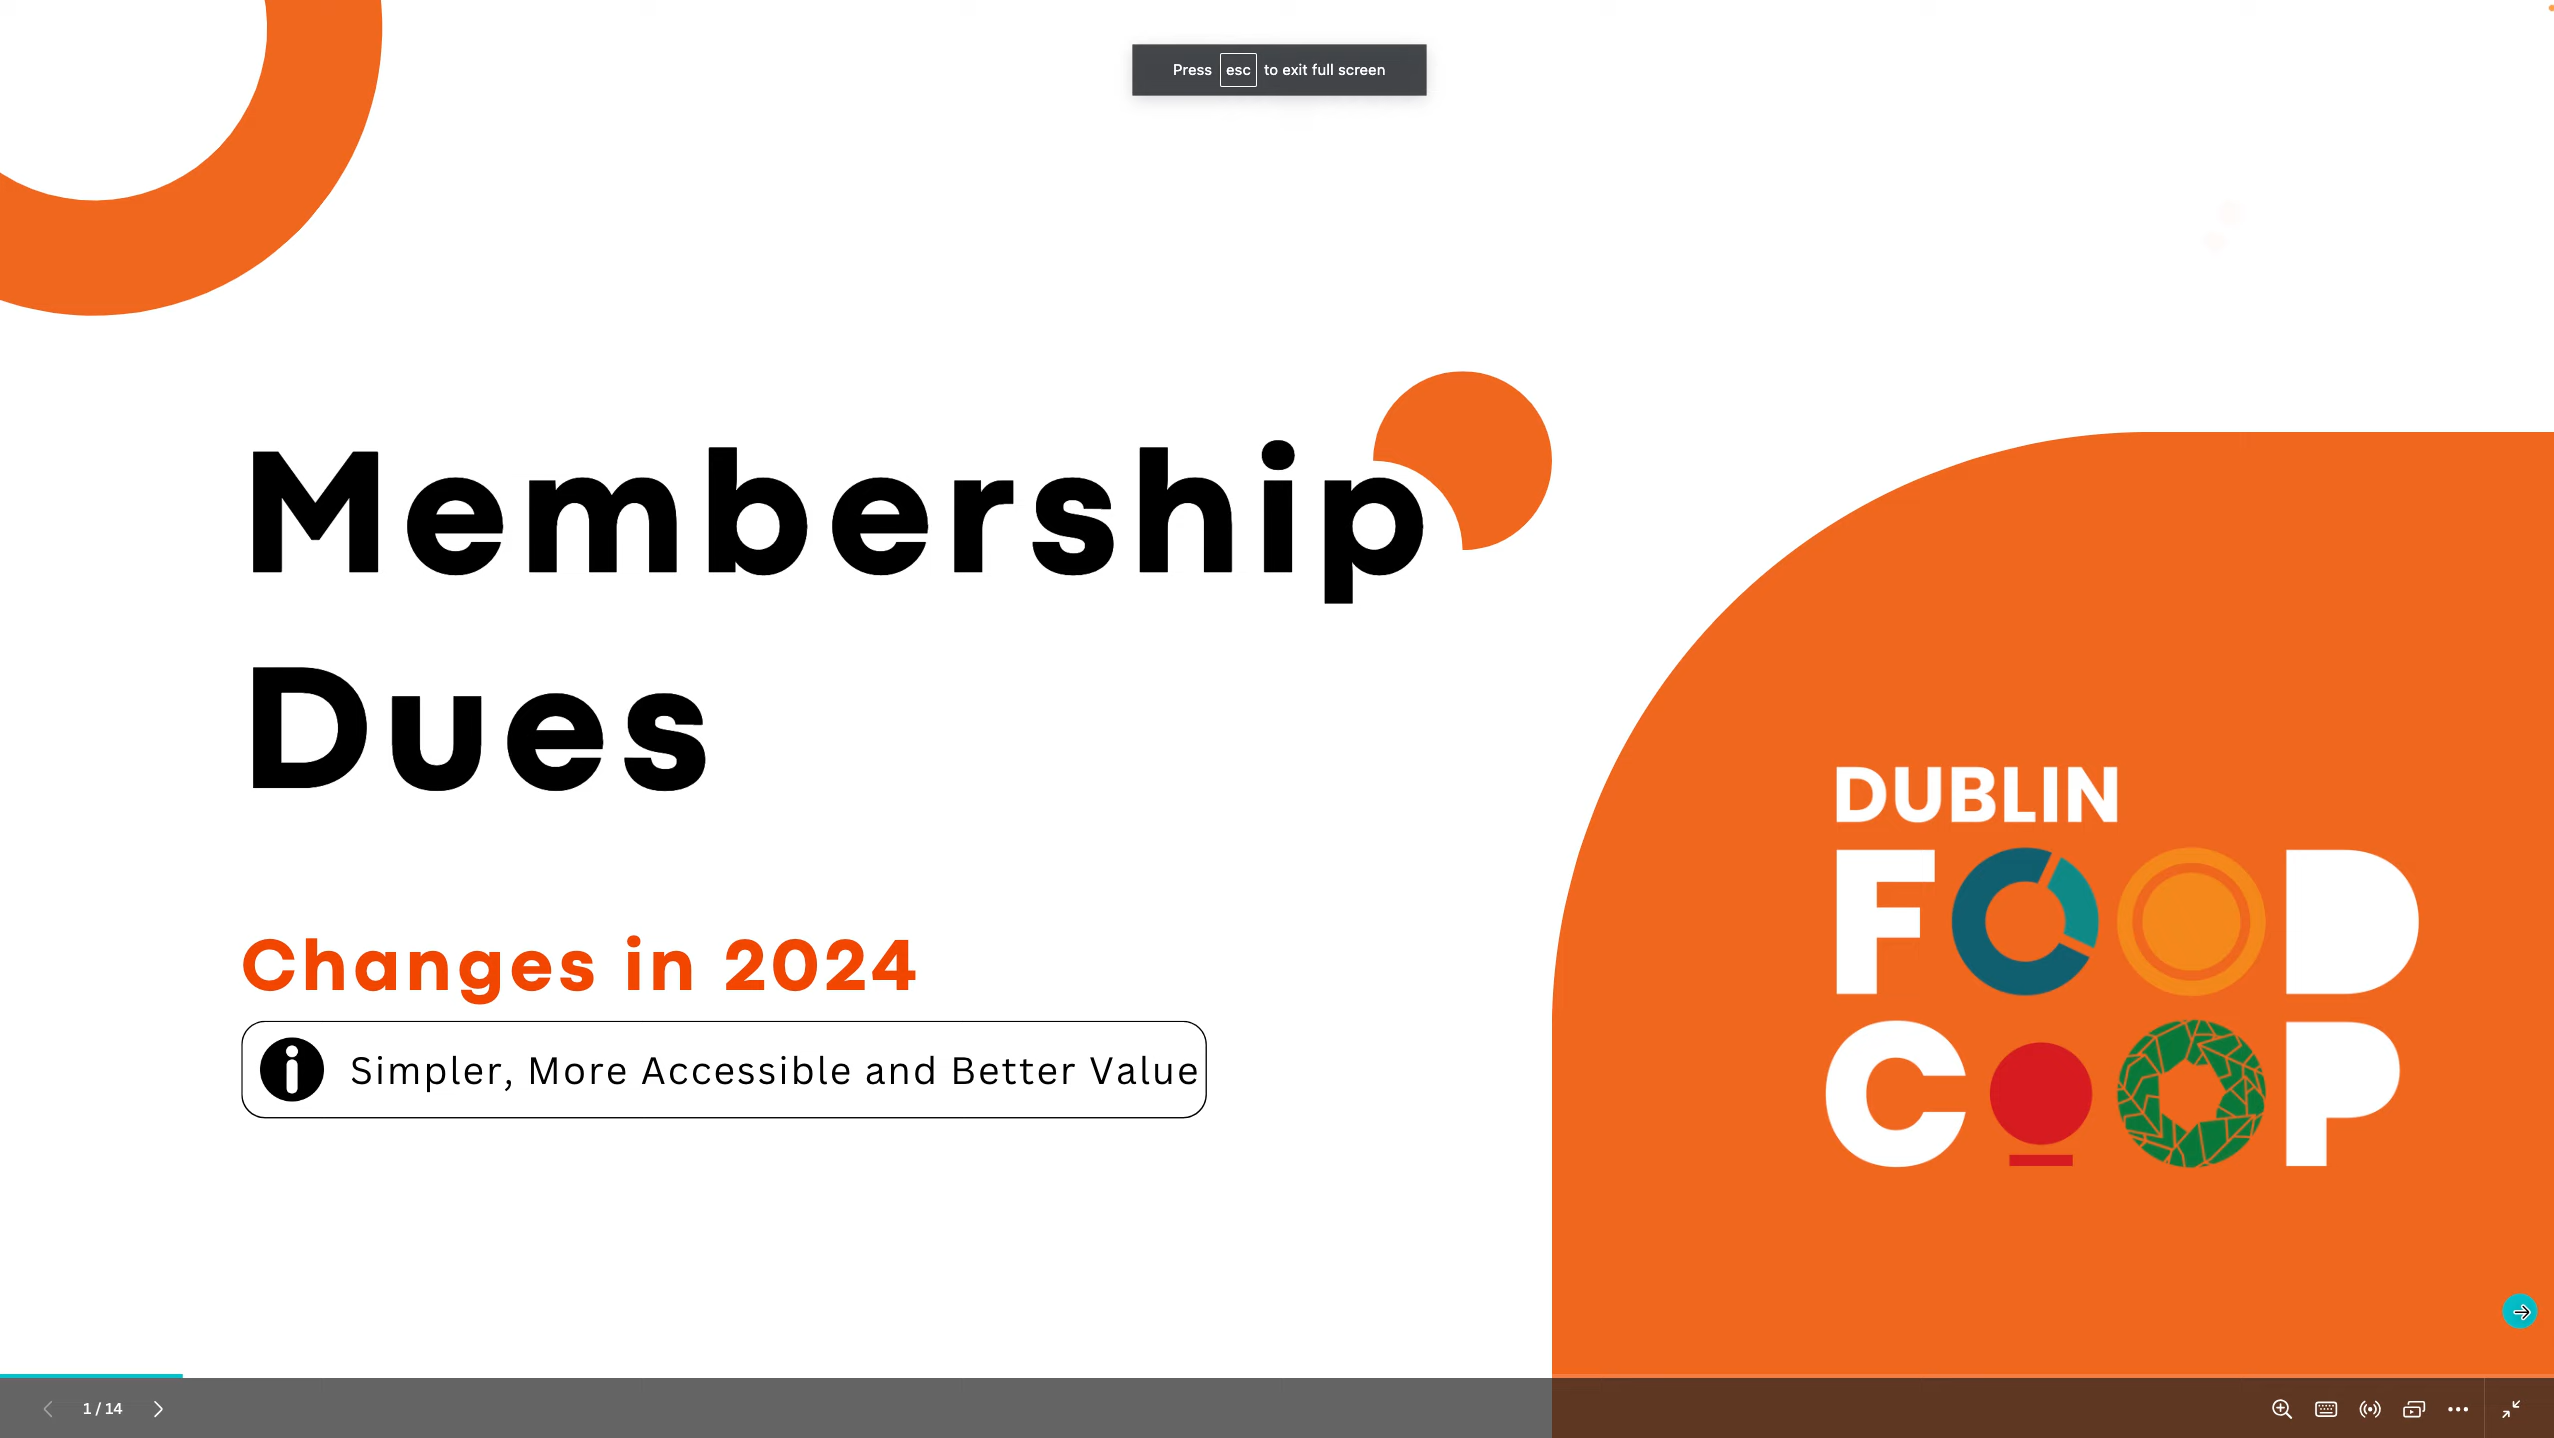 Press esc to exit full screen
Membership
Dues
Changes in 2024
Simpler, More Accessible and Better Value
DUBLIN
FOOD
COOP
1 / 14